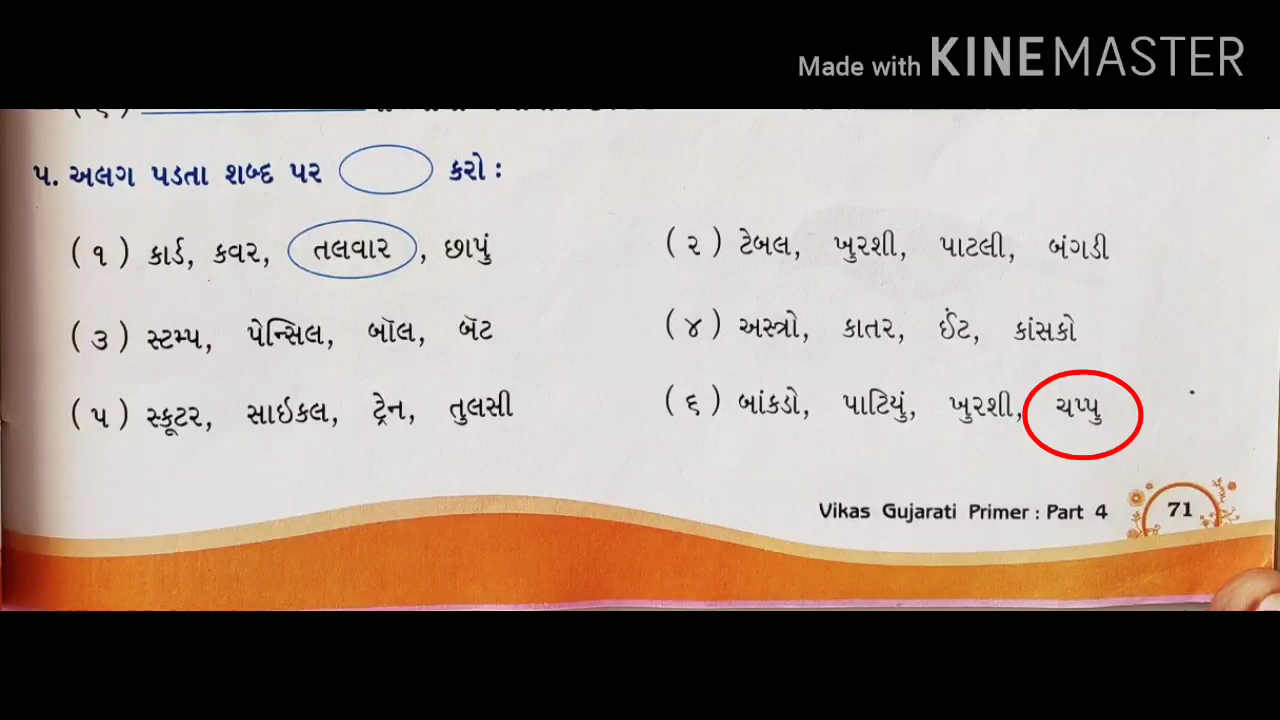 Made with KINEMASTER
૫. અલગ પડતા શબ્દ પર કરો :
(૧) કાર્ડ, કવર, તલવાર, છાપું
(૨) ટેબલ, ખુરશી, પાટલી, બંગડી
(૩) સ્ટમ્પ, પેન્સિલ, બૉલ, બૅટ
(૪) અસ્ત્રો, કાતર, ઈંટ, કાંસકો
(૫) સ્કૂટર, સાઇકલ, ટ્રેન, તુલસી
(૬) બાંકડો, પાટિયું, ખુરશી, ચપ્પુ
Vikas Gujarati Primer : Part 4 71